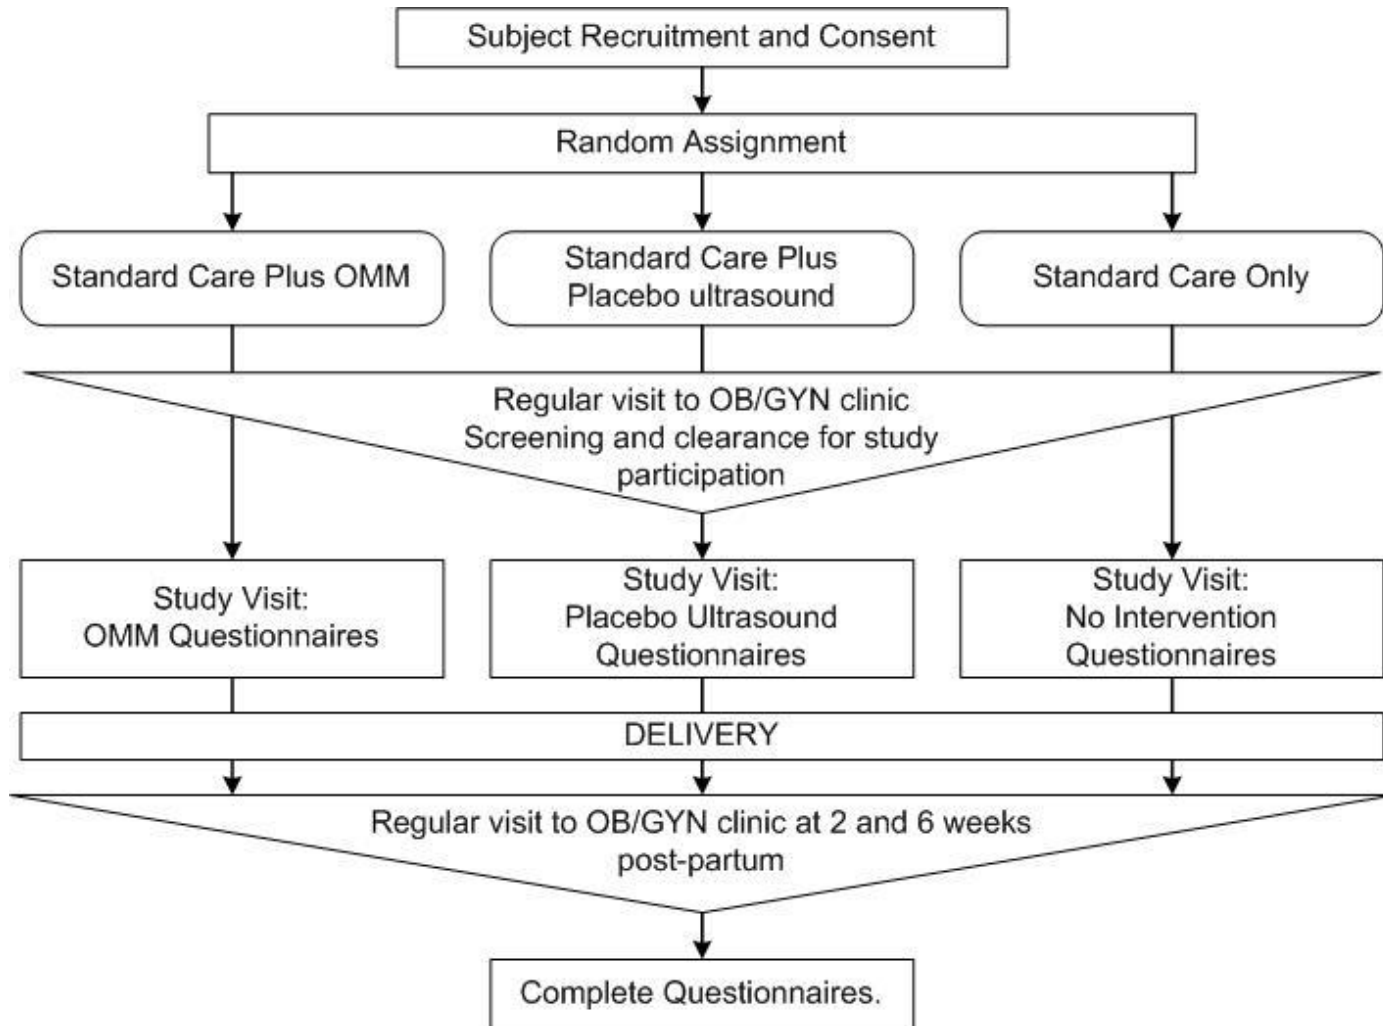 Subject Recruitment and Consent
Random Assignment
Standard Care Plus OMM
Standard Care Plus
Placebo ultrasound
Standard Care Only
Regular visit to OB/GYN clinic
Screening and clearance for study
participation
Study Visit:
OMM Questionnaires
Study Visit:
Placebo Ultrasound
Questionnaires
Study Visit:
No Intervention
Questionnaires
DELIVERY
Regular visit to OB/GYN clinic at 2 and 6 weeks
post-partum
Complete Questionnaires.